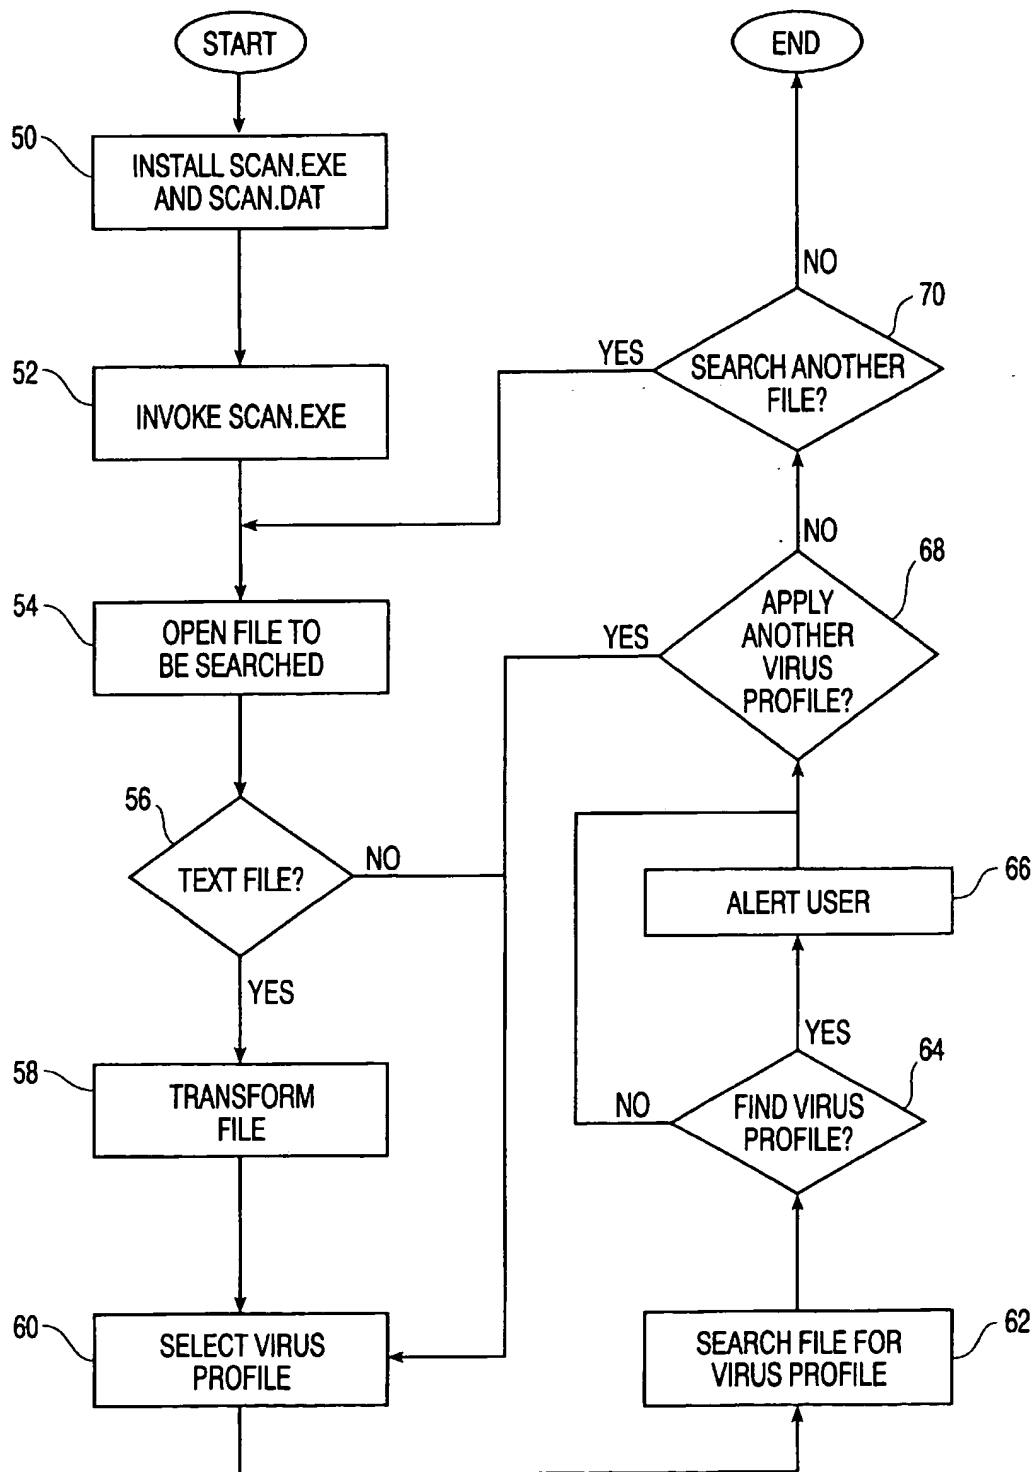 START
50
INSTALL SCAN.EXE
AND SCAN.DAT
52
INVOKE SCAN.EXE
54
OPEN FILE TO
BE SEARCHED
56
TEXT FILE?
NO
YES
58
TRANSFORM
FILE
60
SELECT VIRUS
PROFILE
END
NO
70
YES
SEARCH ANOTHER
FILE?
NO
68
YES
APPLY
ANOTHER
VIRUS
PROFILE?
66
ALERT USER
YES
64
NO
FIND VIRUS
PROFILE?
62
SEARCH FILE FOR
VIRUS PROFILE